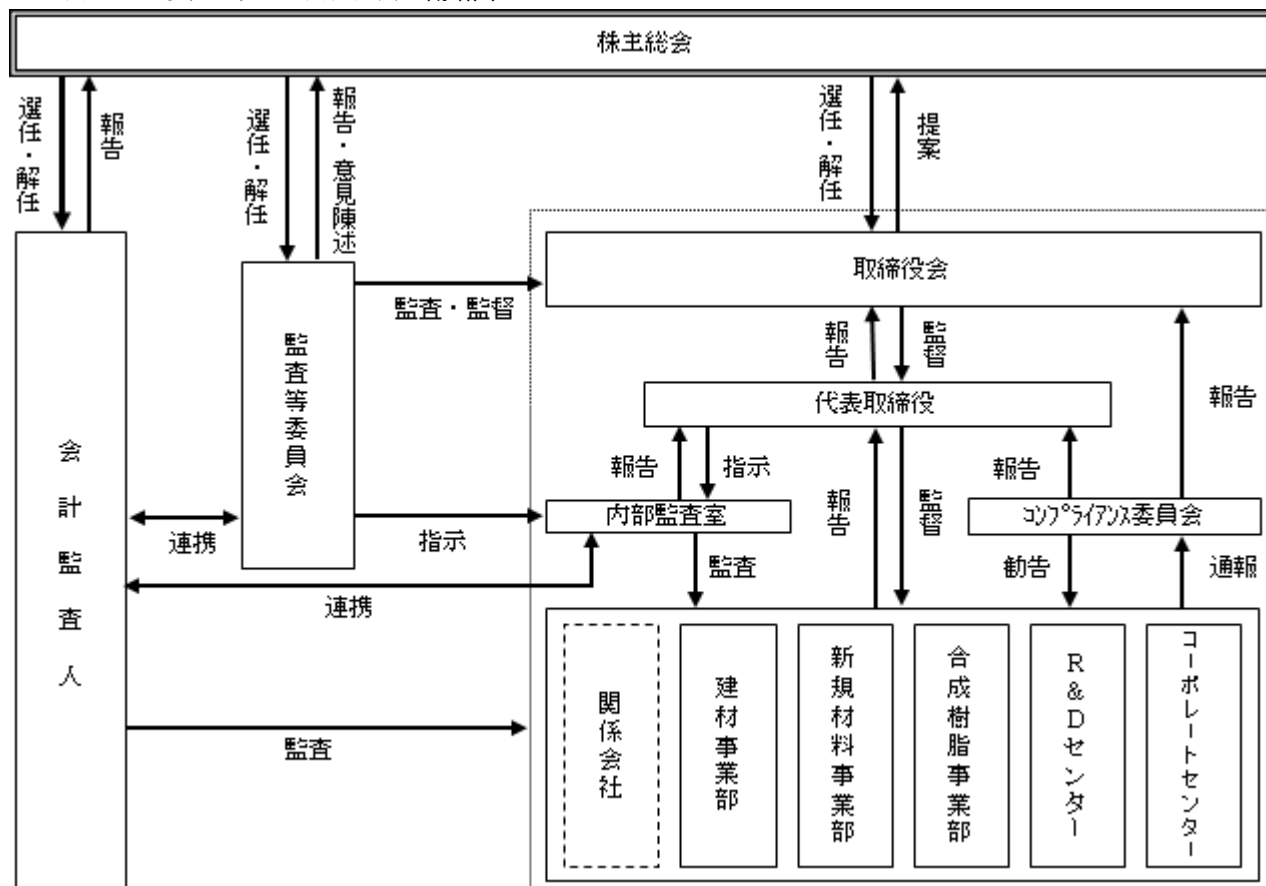 株主総会
選任・解任
報告
選任・解任
報告・意見陳述
選任・解任
提案
取締役会
監査・監督
監査等委員会
報告
監督
代表取締役
報告
報告
指示
報告
監督
報告
会計監査人
連携
指示
内部監査室
コンプライアンス委員会
監査
勧告
通報
連携
監査
関係会社
建材事業部
新規材料事業部
合成樹脂事業部
R&Dセンター
コーポレートセンター